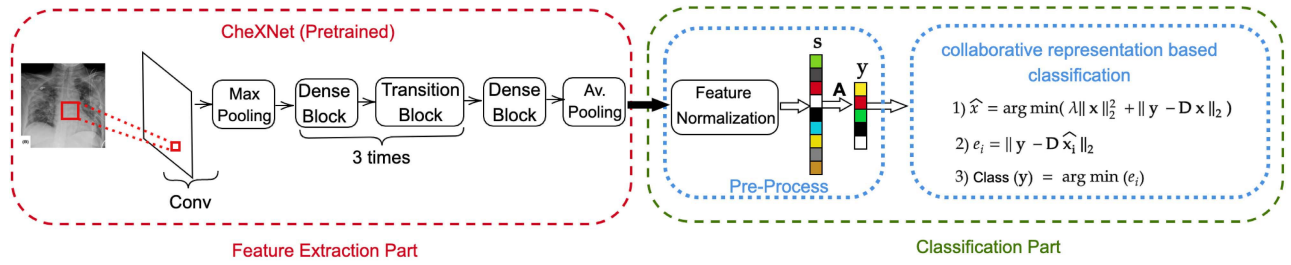 CheXNet (Pretrained)
Conv
Max
Pooling
Dense
Block
Transition
Block
3 times
Dense
Block
Av.
Pooling
Feature Extraction Part
Feature
Normalization
s
A
y
Pre-Process
collaborative representation based
classification
1) x̂ = arg min( λ‖ x ‖₂² + ‖ y − D x ‖₂ )
2) eᵢ = ‖ y − D x̂ᵢ ‖₂
3) Class (y) = arg min (eᵢ)
Classification Part